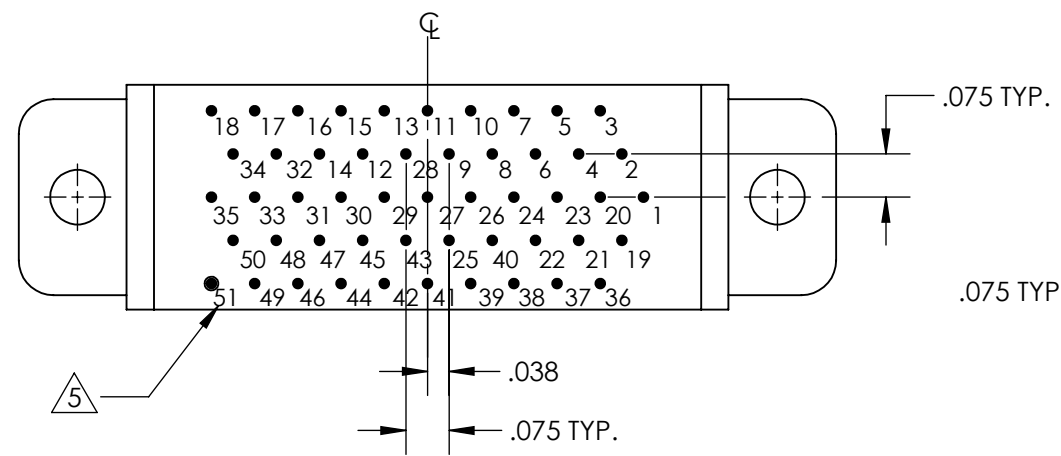 ℄
18 17 16 15 13 11 10 7 5 3
.075 TYP.
34 32 14 12 28 9 8 6 4 2
35 33 31 30 29 27 26 24 23 20 1
50 48 47 45 43 25 40 22 21 19
51 49 46 44 42 41 39 38 37 36
.075 TYP
5
.038
.075 TYP.